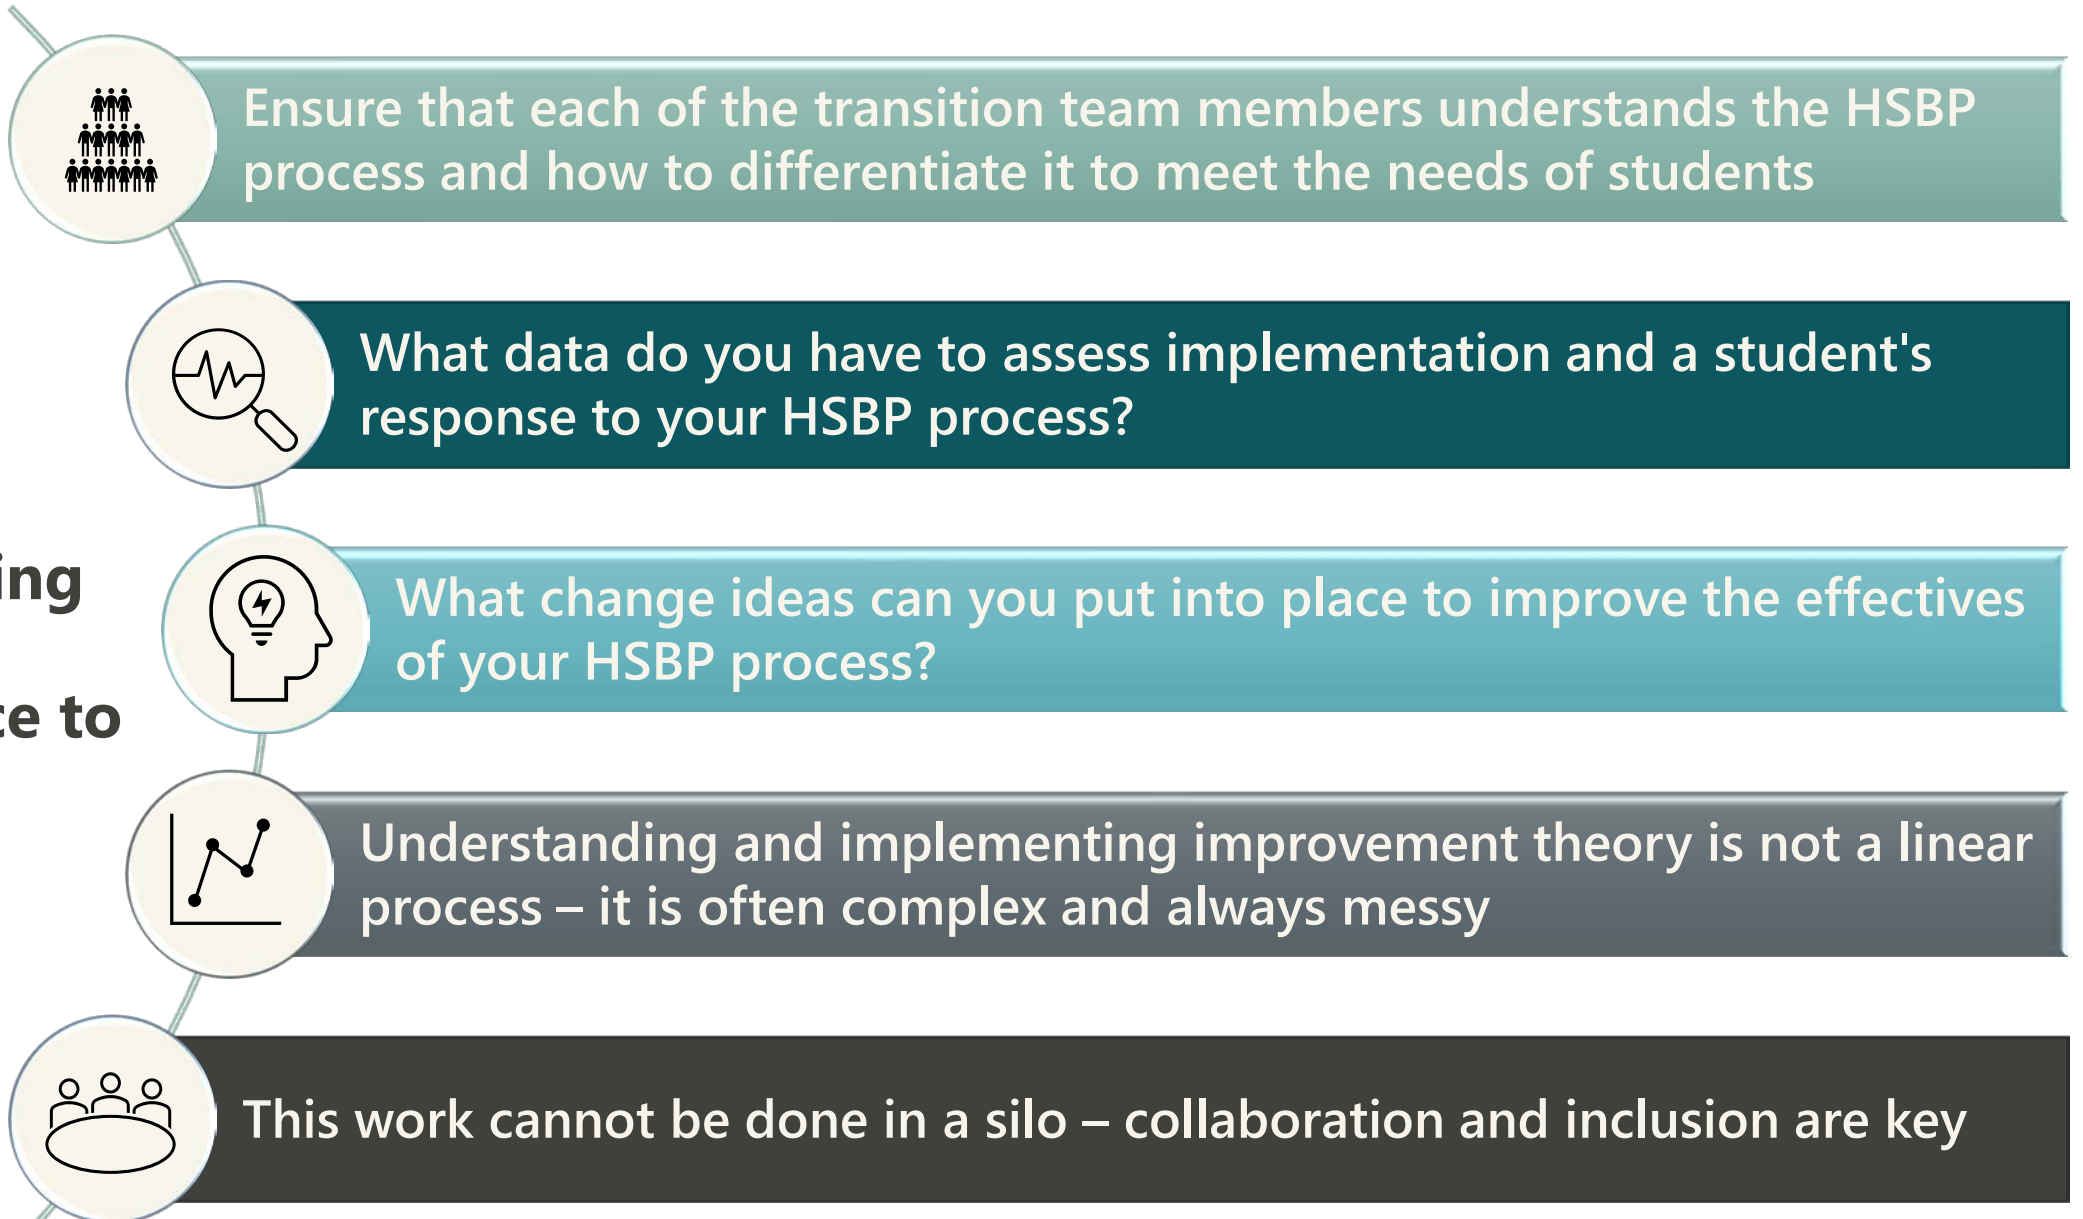 Ensure that each of the transition team members understands the HSBP
process and how to differentiate it to meet the needs of students
What data do you have to assess implementation and a student's
response to your HSBP process?
ing
ce to
What change ideas can you put into place to improve the effectives
of your HSBP process?
Understanding and implementing improvement theory is not a linear
process – it is often complex and always messy
This work cannot be done in a silo – collaboration and inclusion are key